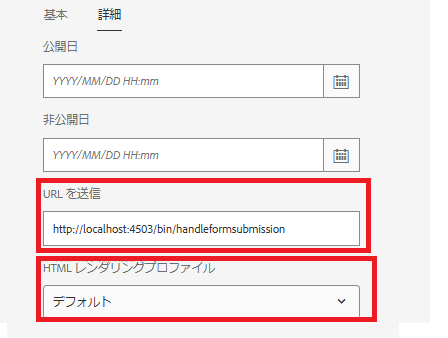 基本 詳細
公開日
YYYY/MM/DD HH:mm
非公開日
YYYY/MM/DD HH:mm
URL を送信
http://localhost:4503/bin/handleformsubmission
HTML レンダリングプロファイル
デフォルト